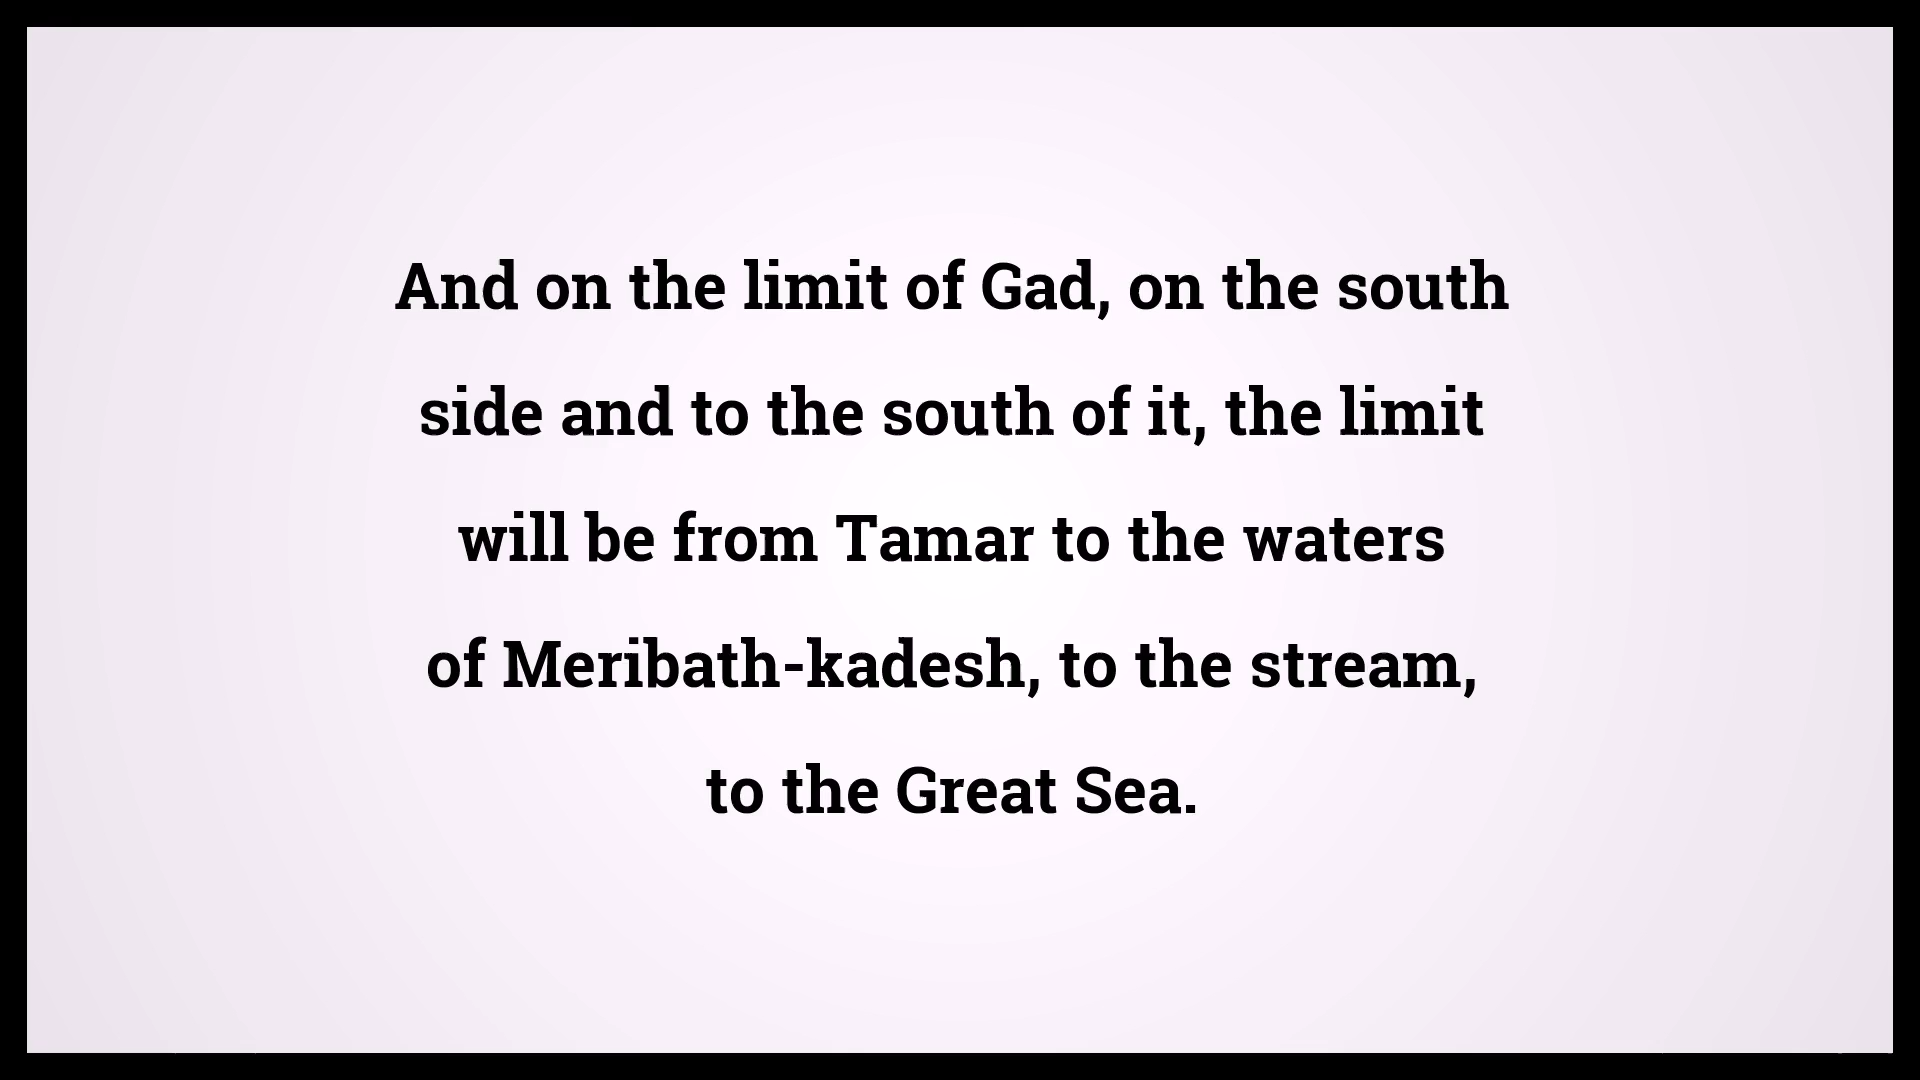 And on the limit of Gad, on the south
side and to the south of it, the limit
will be from Tamar to the waters
of Meribath-kadesh, to the stream,
to the Great Sea.